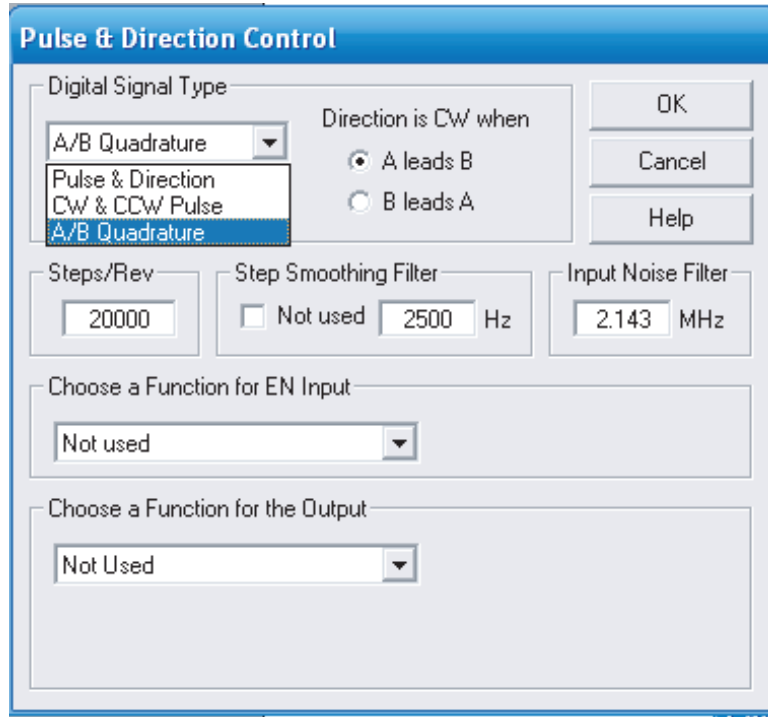 Pulse & Direction Control
Digital Signal Type
A/B Quadrature
Pulse & Direction
CW & CCW Pulse
A/B Quadrature
Direction is CW when
A leads B
B leads A
OK
Cancel
Help
Steps/Rev
20000
Step Smoothing Filter
Not used 2500 Hz
Input Noise Filter
2.143 MHz
Choose a Function for EN Input
Not used
Choose a Function for the Output
Not Used